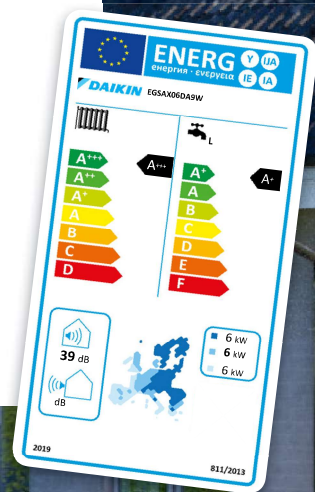 ENERG Y IJA
енергия · ενεργεια IE IA
DAIKIN EGSAX06DA9W
L
A+++ A+++ A+ A+
A++ A
A+ B
A C
B D
C E
D F
39 dB
6 kW
6 kW
6 kW
dB
2019 811/2013